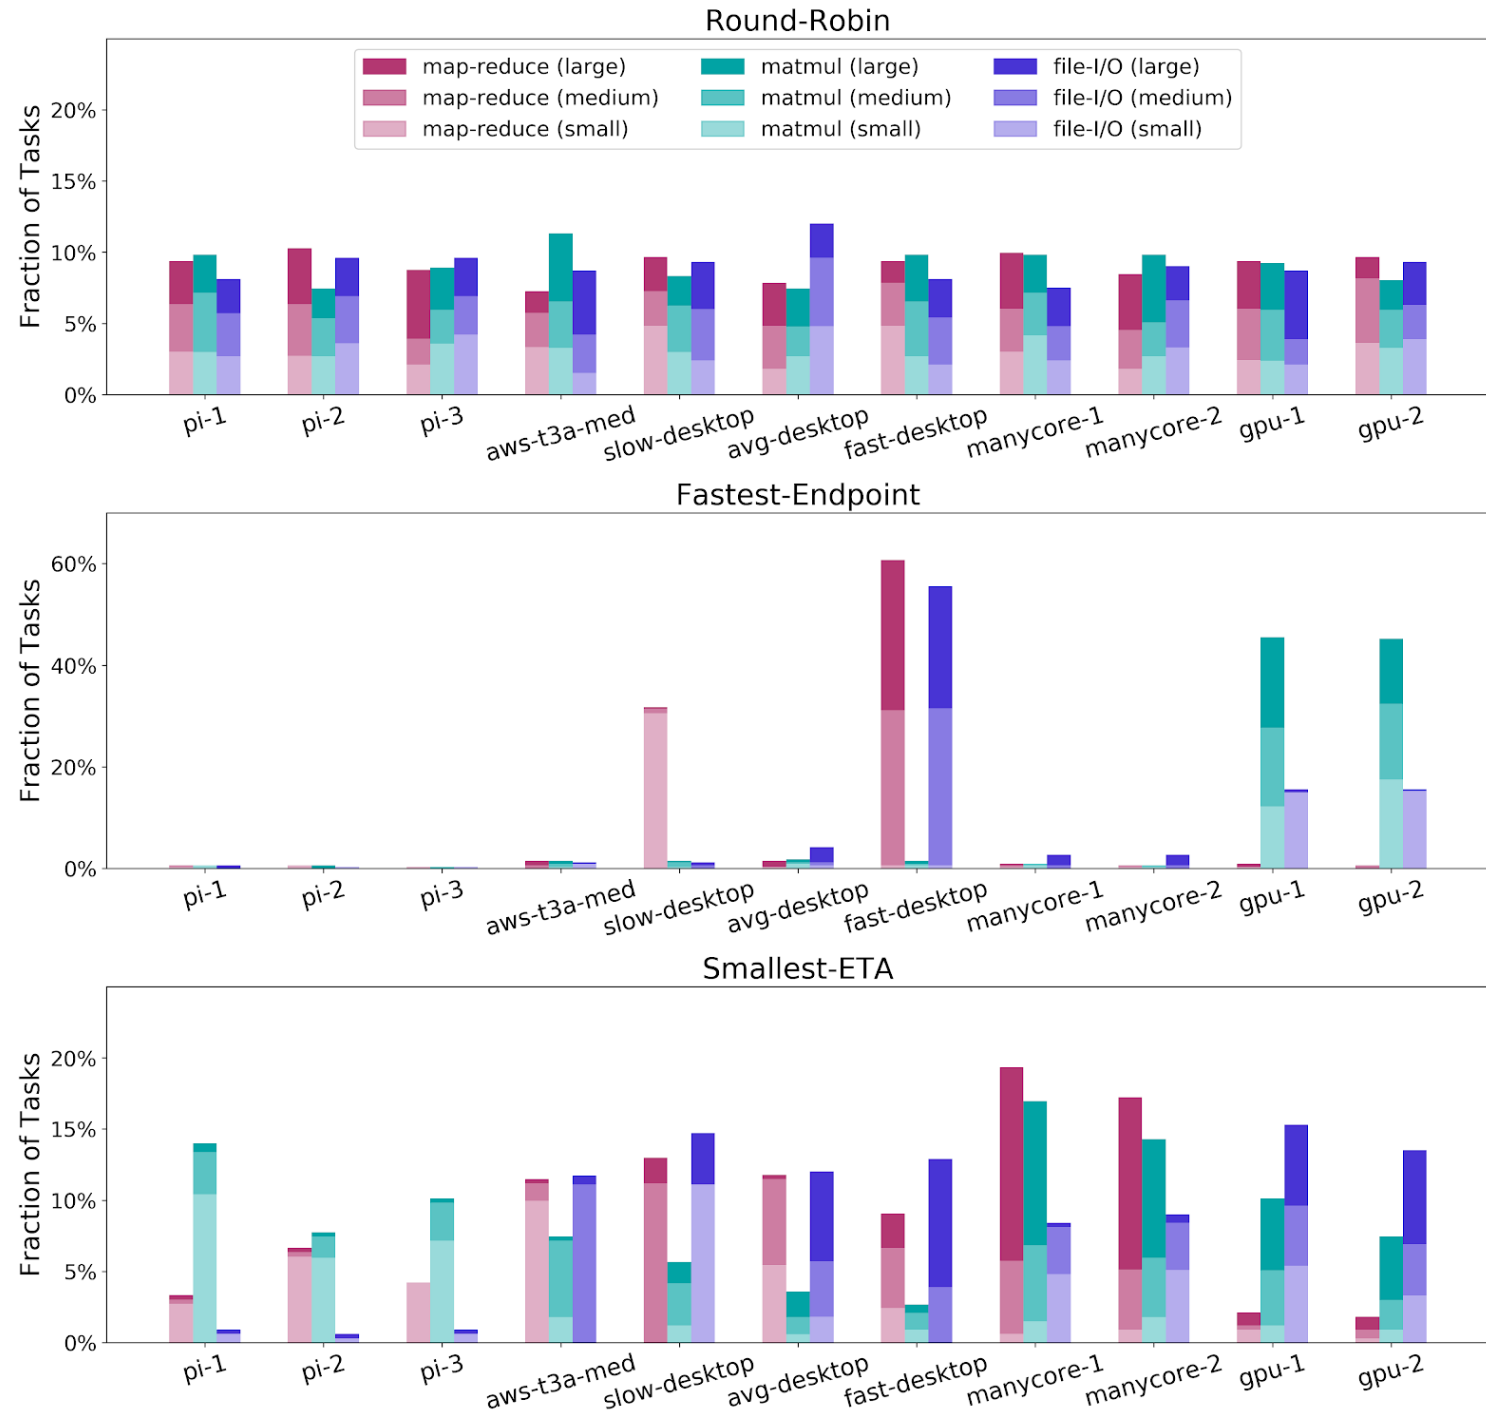 Round-Robin
map-reduce (large)
matmul (large)
file-I/O (large)
map-reduce (medium)
matmul (medium)
file-I/O (medium)
map-reduce (small)
matmul (small)
file-I/O (small)
Fraction of Tasks
20%
15%
10%
5%
0%
pi-1
pi-2
pi-3
aws-t3a-med
slow-desktop
avg-desktop
fast-desktop
manycore-1
manycore-2
gpu-1
gpu-2
Fastest-Endpoint
Fraction of Tasks
60%
40%
20%
0%
pi-1
pi-2
pi-3
aws-t3a-med
slow-desktop
avg-desktop
fast-desktop
manycore-1
manycore-2
gpu-1
gpu-2
Smallest-ETA
Fraction of Tasks
20%
15%
10%
5%
0%
pi-1
pi-2
pi-3
aws-t3a-med
slow-desktop
avg-desktop
fast-desktop
manycore-1
manycore-2
gpu-1
gpu-2